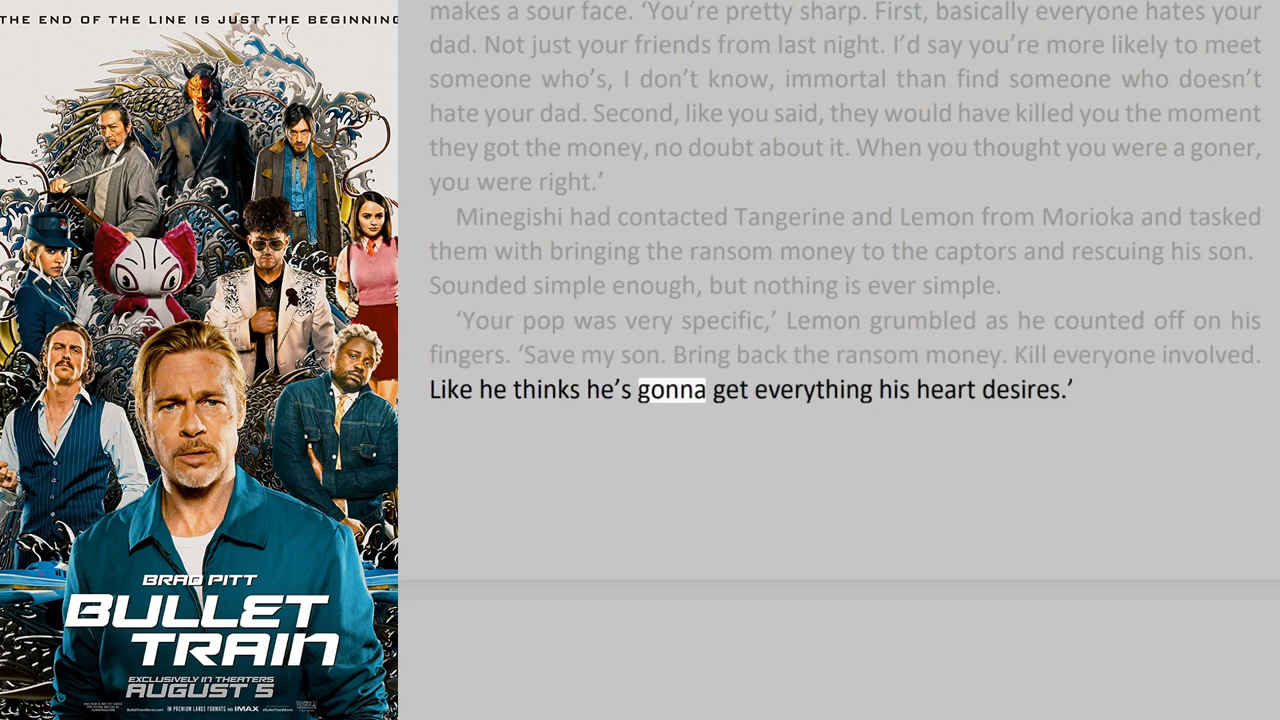 THE END OF THE LINE IS JUST THE BEGINNING
BRAD PITT
BULLET
TRAIN
EXCLUSIVELY IN THEATERS
AUGUST 5
BulletTrainMovie.com
IN PREMIUM LARGE FORMATS AND IMAX
#BulletTrainMovie
makes a sour face. ‘You’re pretty sharp. First, basically everyone hates your
dad. Not just your friends from last night. I’d say you’re more likely to meet
someone who’s, I don’t know, immortal than find someone who doesn’t
hate your dad. Second, like you said, they would have killed you the moment
they got the money, no doubt about it. When you thought you were a goner,
you were right.’
Minegishi had contacted Tangerine and Lemon from Morioka and tasked
them with bringing the ransom money to the captors and rescuing his son.
Sounded simple enough, but nothing is ever simple.
‘Your pop was very specific,’ Lemon grumbled as he counted off on his
fingers. ‘Save my son. Bring back the ransom money. Kill everyone involved.
Like he thinks he’s gonna get everything his heart desires.’